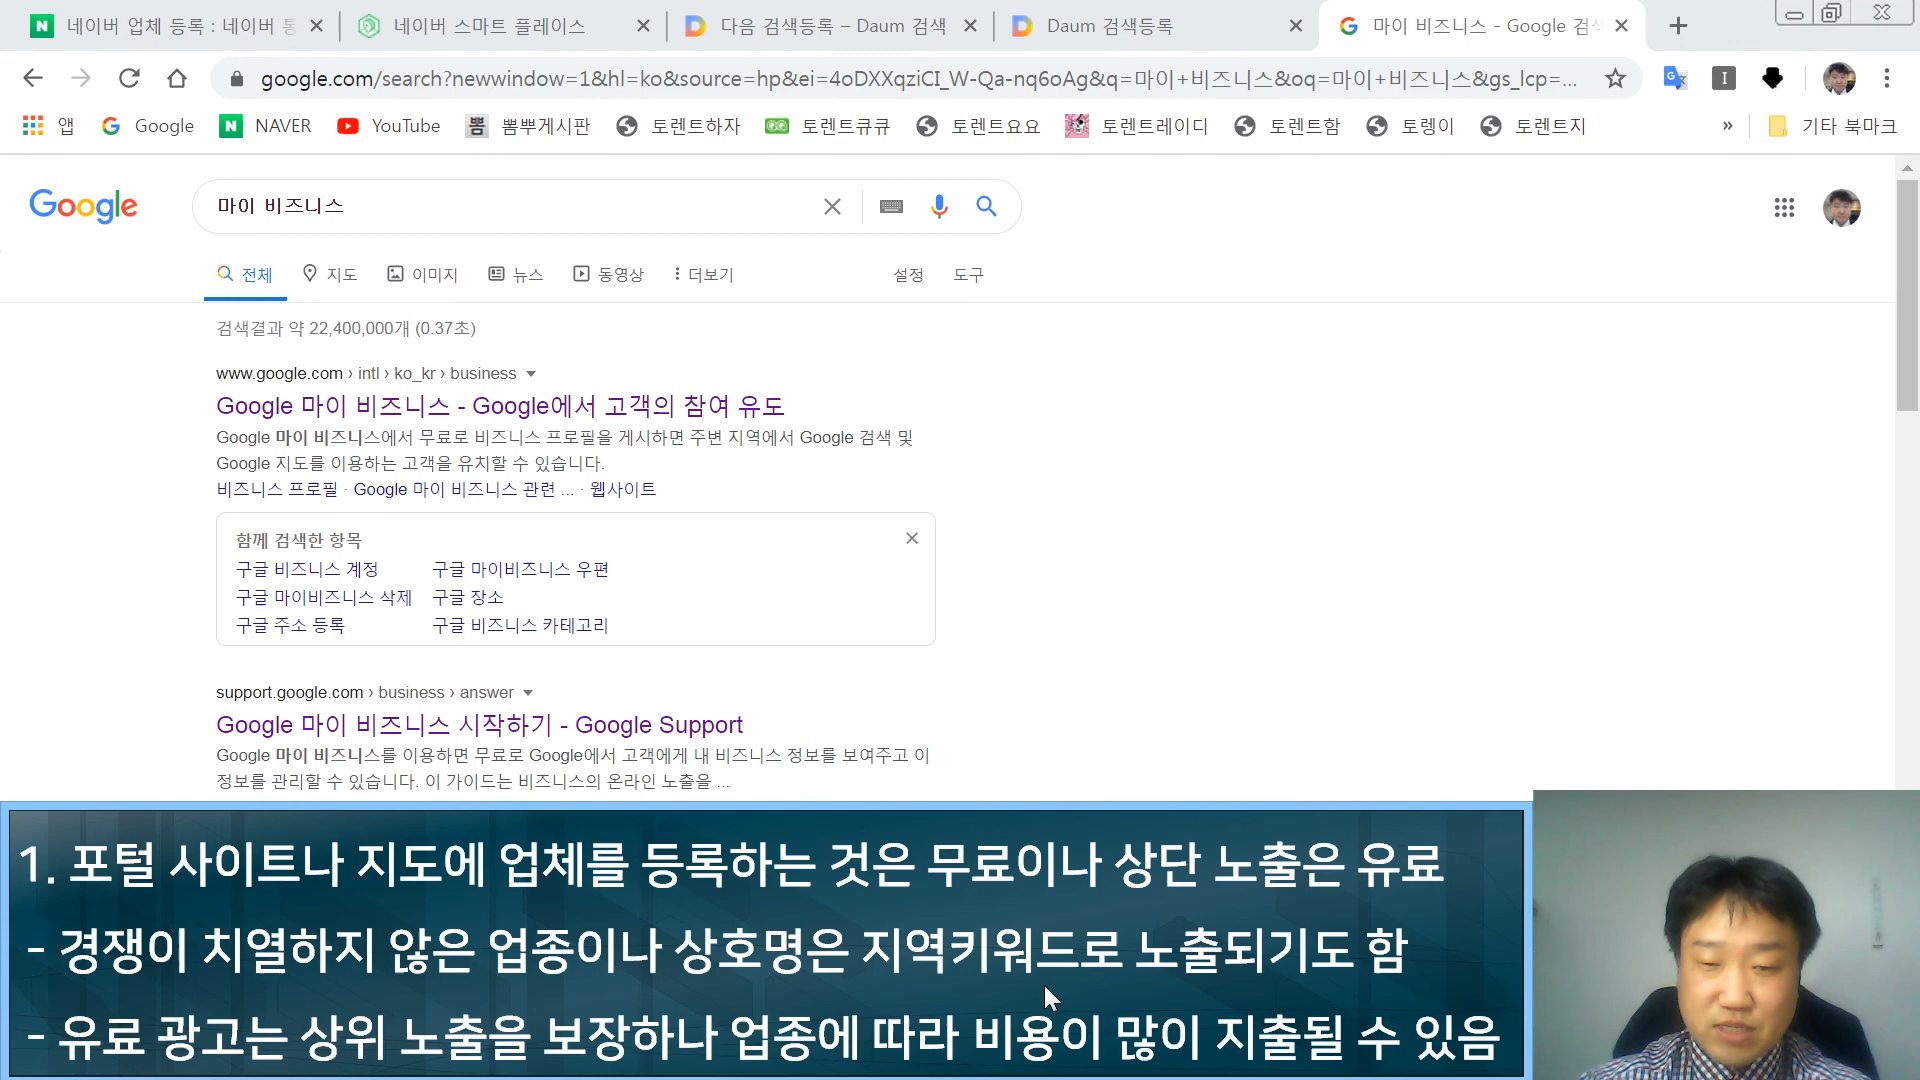 네이버 업체 등록 : 네이버 통
네이버 스마트 플레이스
다음 검색등록 – Daum 검색
Daum 검색등록
마이 비즈니스 - Google 검색
google.com/search?newwindow=1&hl=ko&source=hp&ei=4oDXXqziCI_W-Qa-nq6oAg&q=마이+비즈니스&oq=마이+비즈니스&gs_lcp=...
앱
Google
NAVER
YouTube
뽐뿌게시판
토렌트하자
토렌트큐큐
토렌트요요
토렌트레이디
토렌트함
토렝이
토렌트지
»
기타 북마크
Google
마이 비즈니스
전체
지도
이미지
뉴스
동영상
더보기
설정
도구
검색결과 약 22,400,000개 (0.37초)
www.google.com › intl › ko_kr › business
Google 마이 비즈니스 - Google에서 고객의 참여 유도
Google 마이 비즈니스에서 무료로 비즈니스 프로필을 게시하면 주변 지역에서 Google 검색 및
Google 지도를 이용하는 고객을 유치할 수 있습니다.
비즈니스 프로필 · Google 마이 비즈니스 관련 ... · 웹사이트
함께 검색한 항목
구글 비즈니스 계정
구글 마이비즈니스 우편
구글 마이비즈니스 삭제
구글 장소
구글 주소 등록
구글 비즈니스 카테고리
support.google.com › business › answer
Google 마이 비즈니스 시작하기 - Google Support
Google 마이 비즈니스를 이용하면 무료로 Google에서 고객에게 내 비즈니스 정보를 보여주고 이
정보를 관리할 수 있습니다. 이 가이드는 비즈니스의 온라인 노출을 ...
1. 포털 사이트나 지도에 업체를 등록하는 것은 무료이나 상단 노출은 유료
- 경쟁이 치열하지 않은 업종이나 상호명은 지역키워드로 노출되기도 함
- 유료 광고는 상위 노출을 보장하나 업종에 따라 비용이 많이 지출될 수 있음